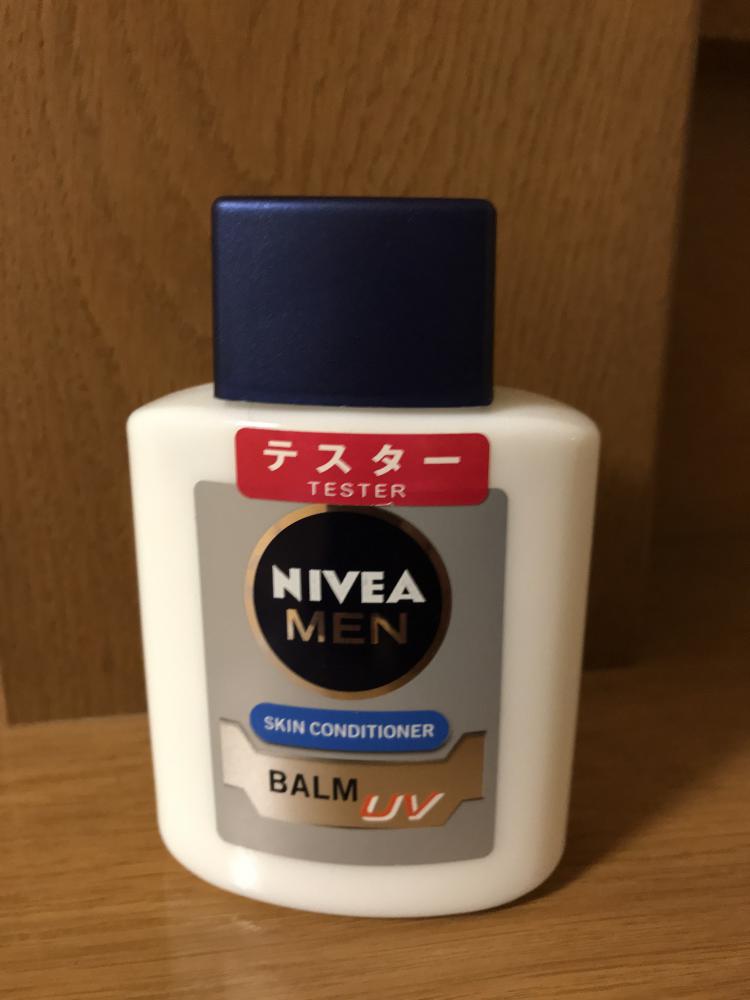 テスター
TESTER
NIVEA
MEN
SKIN CONDITIONER
BALM
UV